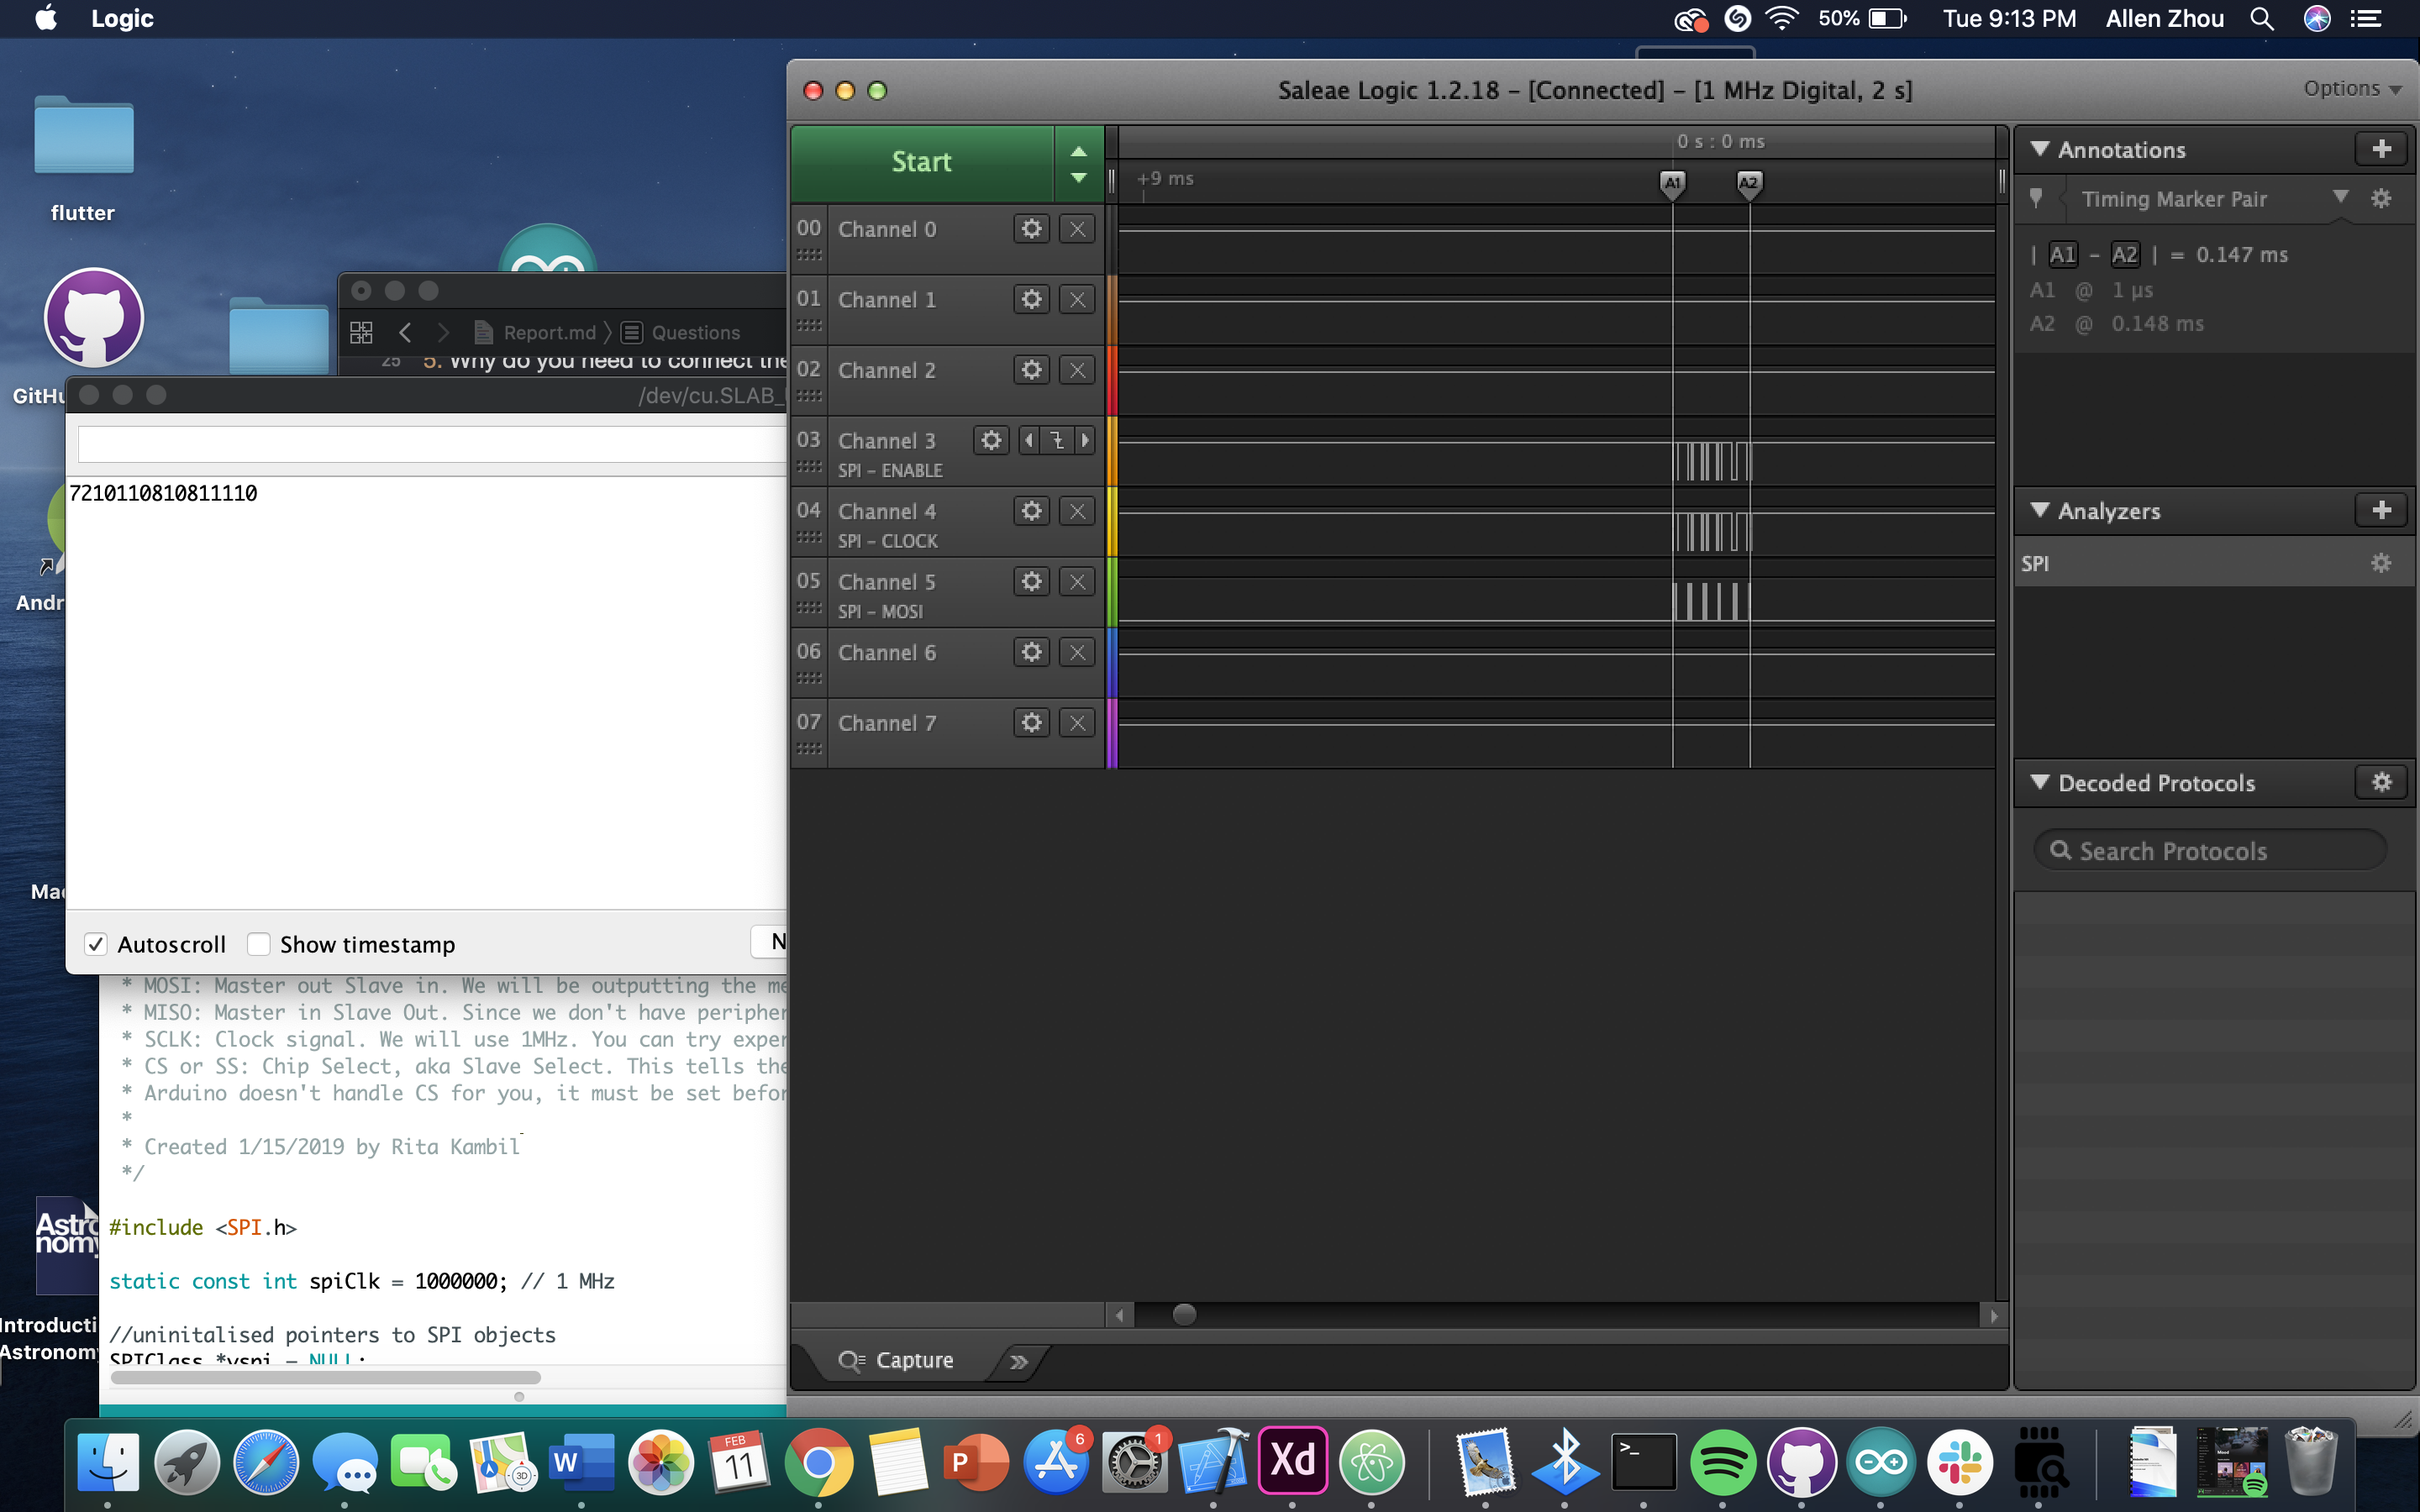 Logic
50%
Tue 9:13 PM
Allen Zhou
flutter
GitHu
Andr
Mac
Astro
nomy
Introducti
Astronomy
Report.md
Questions
25 5. Why do you need to connect the
/dev/cu.SLAB_
7210110810811110
Autoscroll
Show timestamp
N
* MOSI: Master out Slave in. We will be outputting the me
* MISO: Master in Slave Out. Since we don't have peripher
* SCLK: Clock signal. We will use 1MHz. You can try exper
* CS or SS: Chip Select, aka Slave Select. This tells the
* Arduino doesn't handle CS for you, it must be set befor
*
* Created 1/15/2019 by Rita Kambil
*/
#include <SPI.h>
static const int spiClk = 1000000; // 1 MHz
//uninitalised pointers to SPI objects
SPIClass *vspi = NULL;
Saleae Logic 1.2.18 – [Connected] – [1 MHz Digital, 2 s]
Options
Start
0 s : 0 ms
+9 ms
A1
A2
00 Channel 0
01 Channel 1
02 Channel 2
03 Channel 3
SPI – ENABLE
04 Channel 4
SPI – CLOCK
05 Channel 5
SPI – MOSI
06 Channel 6
07 Channel 7
Capture
Annotations
Timing Marker Pair
| A1 – A2 | = 0.147 ms
A1 @ 1 µs
A2 @ 0.148 ms
Analyzers
SPI
Decoded Protocols
Search Protocols
3D
W
FEB
11
P
6
1
Xd
>_